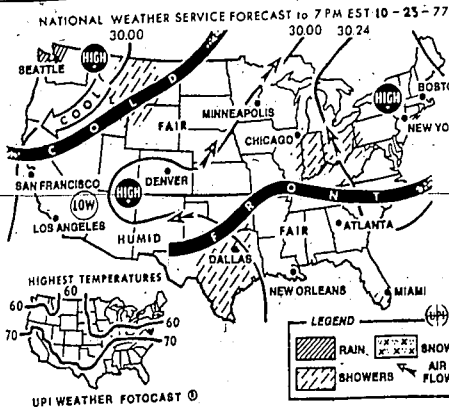 NATIONAL WEATHER SERVICE FORECAST to 7 PM EST 10 - 23 - 77
30.00
30.00 30.24
SEATTLE
HIGH
COOL
COLD
HIGH
BOST
MINNEAPOLIS
NEW YO
FAIR
CHICAGO
SAN FRANCISCO
DENVER
HIGH
LOW
LOS ANGELES
FRONT
ATLANTA
HUMID
FAIR
DALLAS
HIGHEST TEMPERATURES
NEW ORLEANS
MIAMI
60
60
60
70
70
LEGEND
UPI
RAIN
SNOW
SHOWERS
AIR
FLOW
UPI WEATHER FOTOCAST